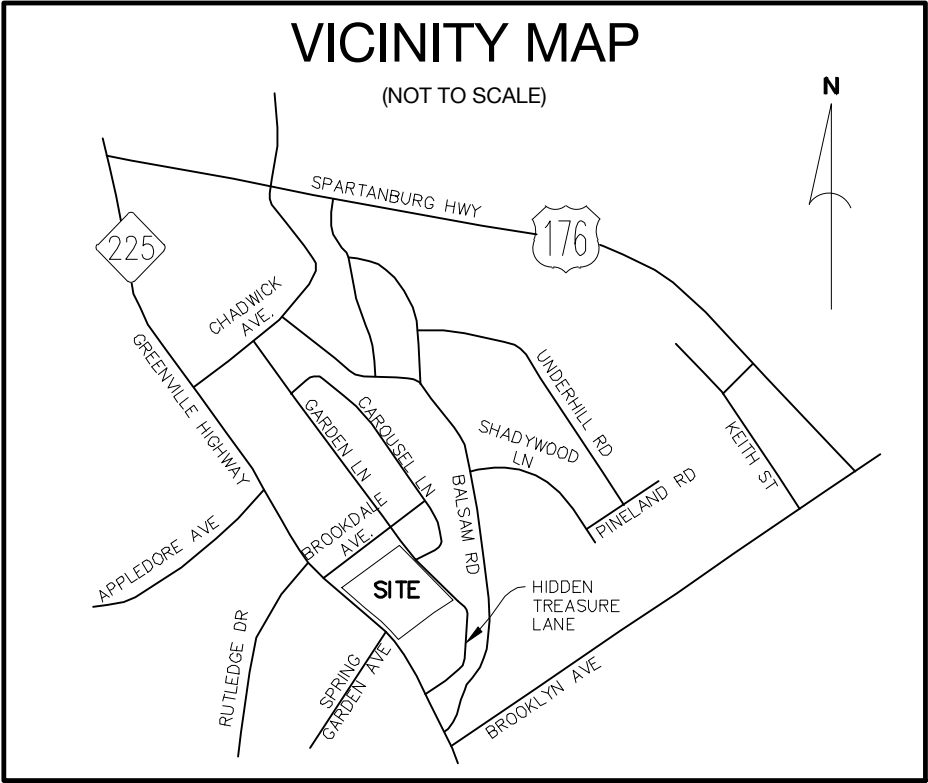 VICINITY MAP
(NOT TO SCALE)
N
SPARTANBURG HWY
176
225
CHADWICK
AVE.
GREENVILLE HIGHWAY
UNDERHILL RD
CAROUSEL LN
GARDEN LN
SHADYWOOD
LN
KEITH ST
BALSAM RD
PINELAND RD
BROOKDALE
AVE.
APPLEDORE AVE
SITE
HIDDEN
TREASURE
LANE
RUTLEDGE DR
SPRING
GARDEN AVE
BROOKLYN AVE